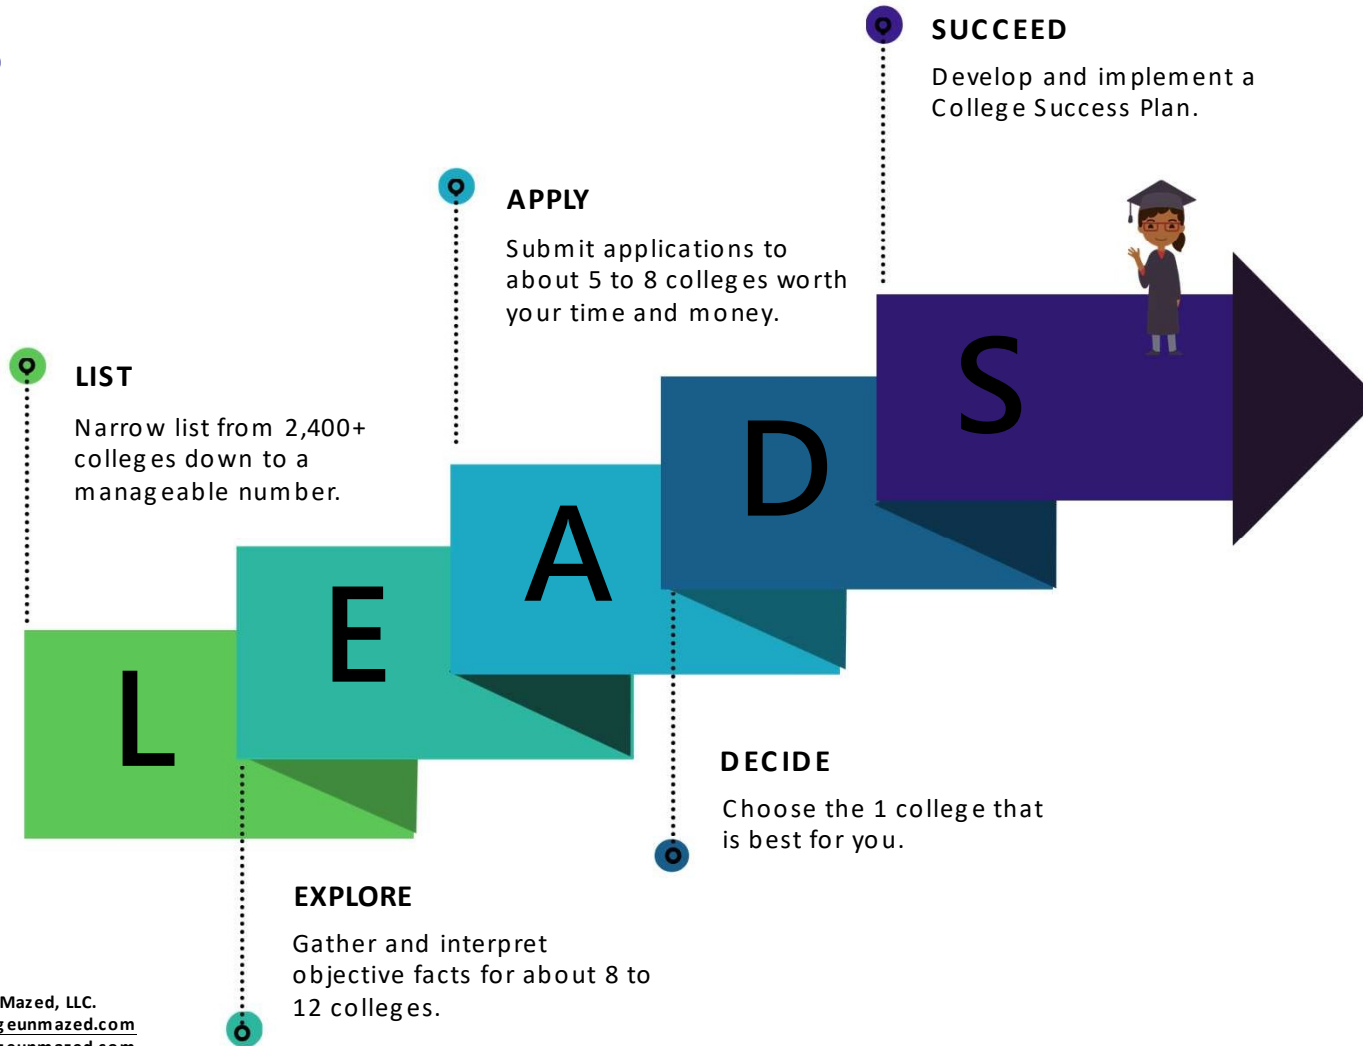 SUCCEED
Develop and implement a
College Success Plan.
APPLY
Submit applications to
about 5 to 8 colleges worth
your time and money.
LIST
Narrow list from 2,400+
colleges down to a
manageable number.
S
D
A
E
L
DECIDE
Choose the 1 college that
is best for you.
EXPLORE
Gather and interpret
objective facts for about 8 to
12 colleges.
Mazed, LLC.
geunmazed.com